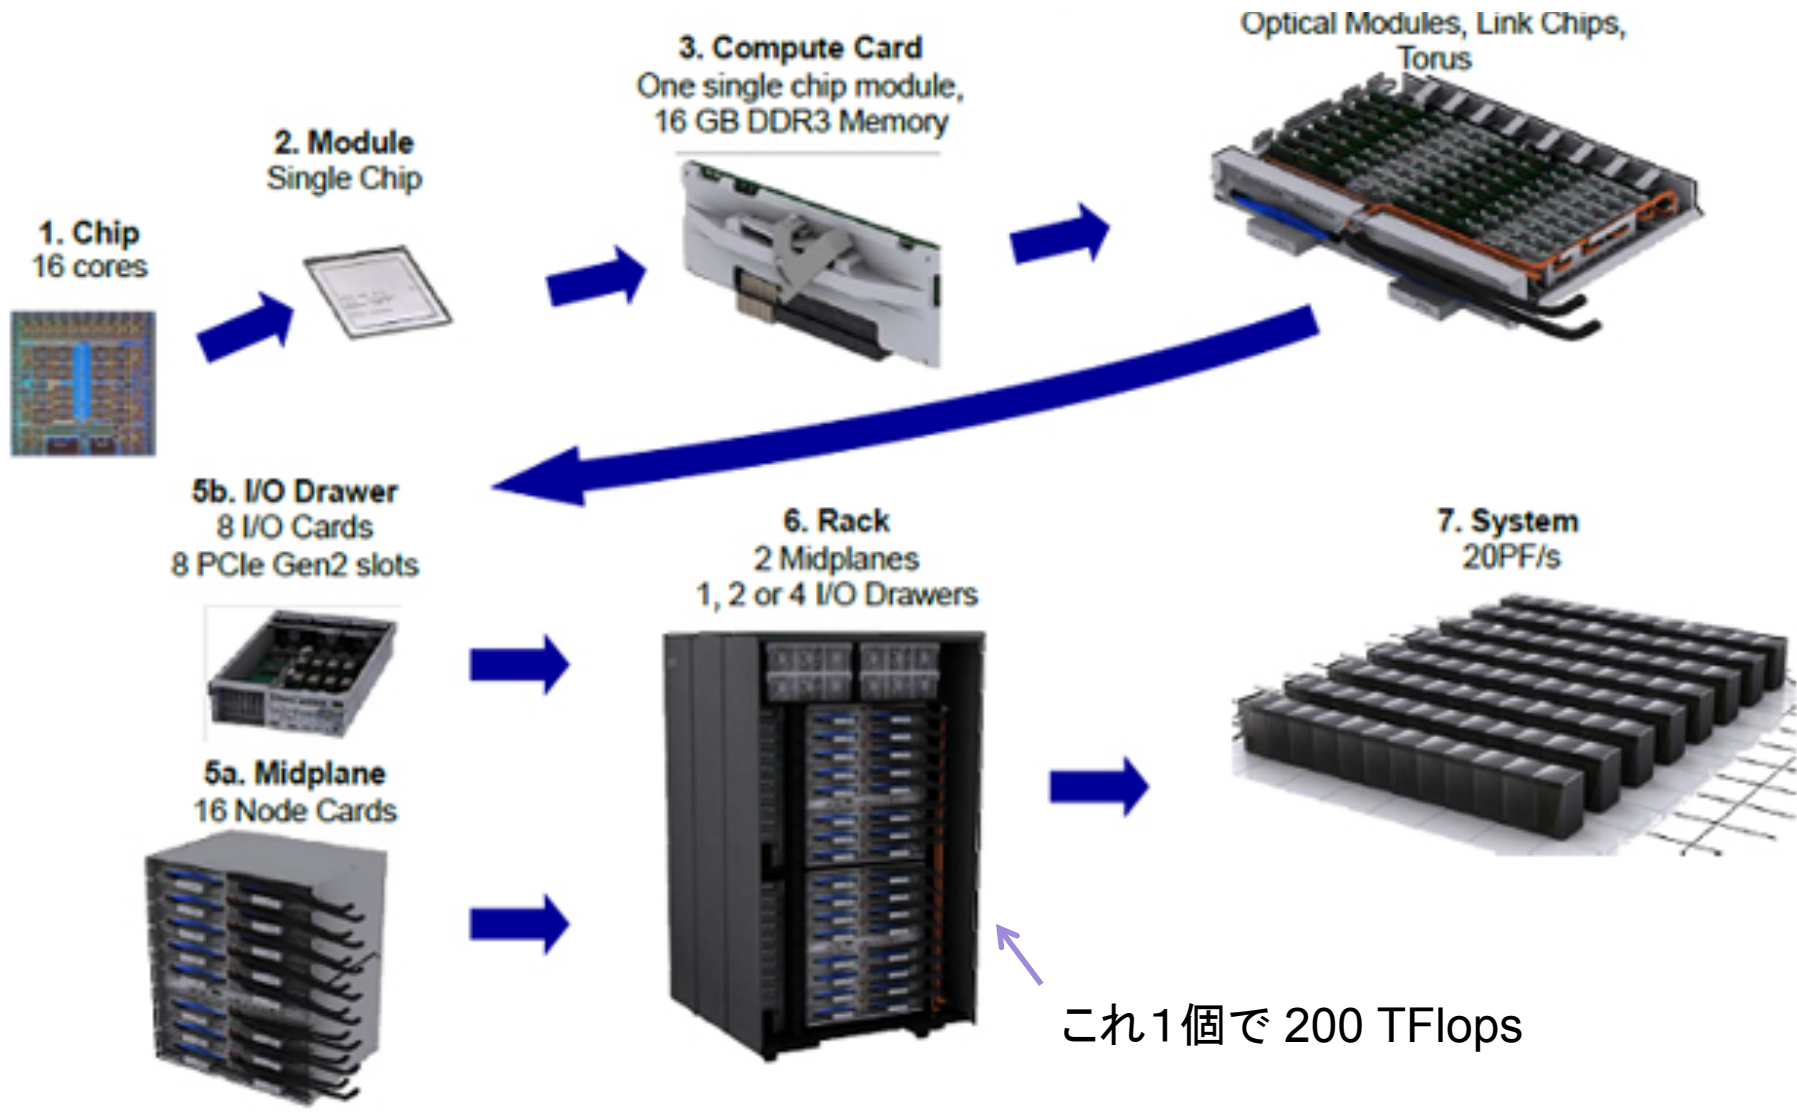 1. Chip
16 cores
2. Module
Single Chip
3. Compute Card
One single chip module,
16 GB DDR3 Memory
Optical Modules, Link Chips,
Torus
5b. I/O Drawer
8 I/O Cards
8 PCIe Gen2 slots
5a. Midplane
16 Node Cards
6. Rack
2 Midplanes
1, 2 or 4 I/O Drawers
7. System
20PF/s
これ1個で 200 TFlops